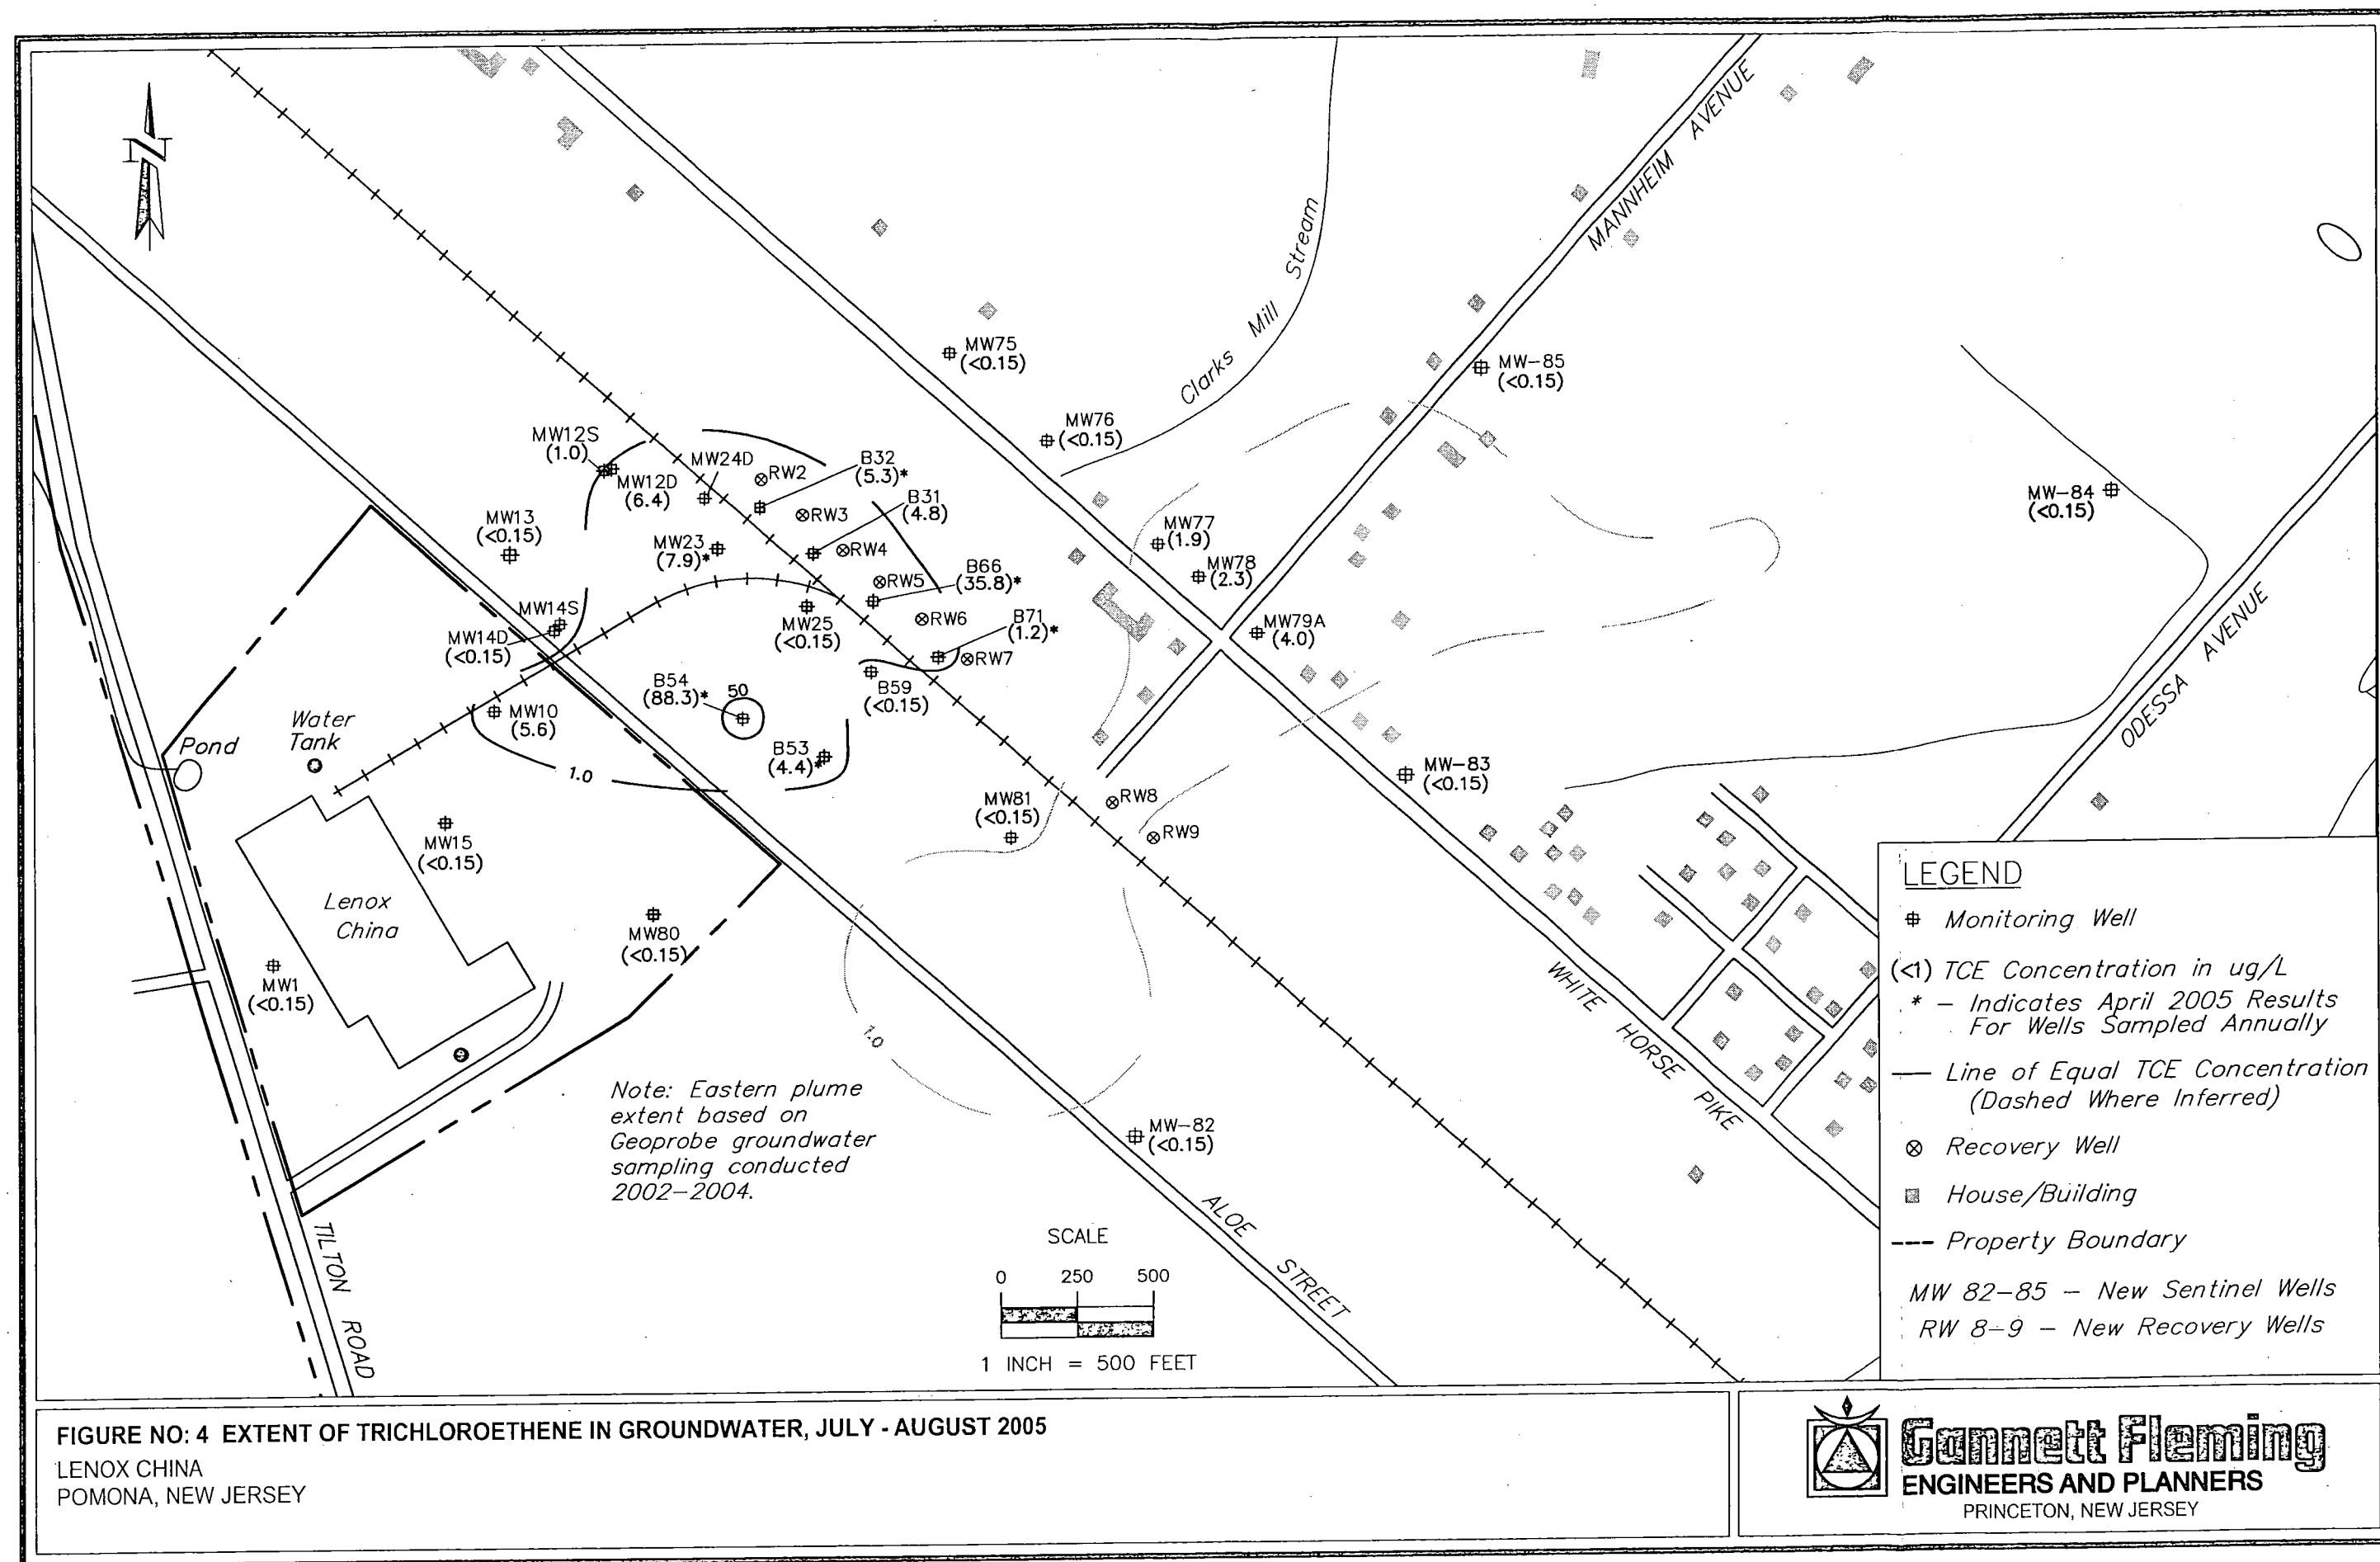 N
MANNHEIM AVENUE
Clarks Mill Stream
MW75
(<0.15)
MW-85
(<0.15)
MW76
(<0.15)
MW12S
(1.0)
MW12D
(6.4)
MW24D
RW2
B32
(5.3)*
B31
(4.8)
RW3
RW4
MW13
(<0.15)
MW23
(7.9)*
RW5
B66
(35.8)*
MW77
(1.9)
MW78
(2.3)
MW-84
(<0.15)
MW14S
MW14D
(<0.15)
MW25
(<0.15)
RW6
B71
(1.2)*
RW7
MW79A
(4.0)
ODESSA AVENUE
B54
(88.3)*
50
B59
(<0.15)
MW10
(5.6)
Water
Tank
Pond
B53
(4.4)*
1.0
MW-83
(<0.15)
MW81
(<0.15)
RW8
RW9
MW15
(<0.15)
Lenox
China
MW80
(<0.15)
MW1
(<0.15)
1.0
WHITE HORSE PIKE
MW-82
(<0.15)
ALOE STREET
TILTON ROAD
Note: Eastern plume
extent based on
Geoprobe groundwater
sampling conducted
2002-2004.
SCALE
0 250 500
1 INCH = 500 FEET
LEGEND
Monitoring Well
(<1) TCE Concentration in ug/L
* - Indicates April 2005 Results
For Wells Sampled Annually
Line of Equal TCE Concentration
(Dashed Where Inferred)
Recovery Well
House/Building
Property Boundary
MW 82-85 - New Sentinel Wells
RW 8-9 - New Recovery Wells
FIGURE NO: 4 EXTENT OF TRICHLOROETHENE IN GROUNDWATER, JULY - AUGUST 2005
LENOX CHINA
POMONA, NEW JERSEY
Gannett Fleming
ENGINEERS AND PLANNERS
PRINCETON, NEW JERSEY